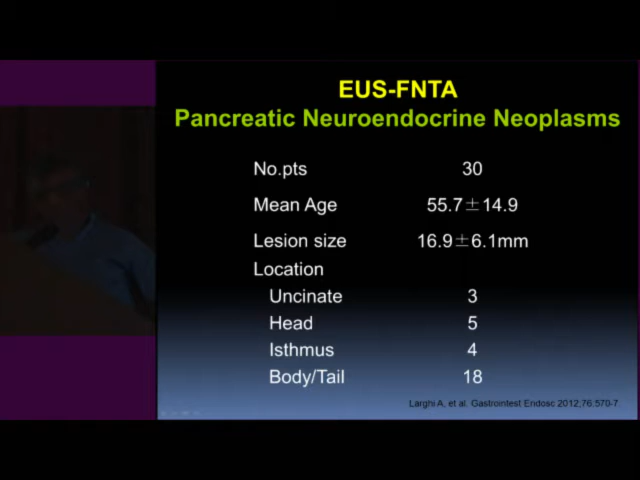 EUS-FNTA
Pancreatic Neuroendocrine Neoplasms
No.pts 30
Mean Age 55.7±14.9
Lesion size 16.9±6.1mm
Location
Uncinate 3
Head 5
Isthmus 4
Body/Tail 18
Larghi A, et al. Gastrointest Endosc 2012;76:570-7.